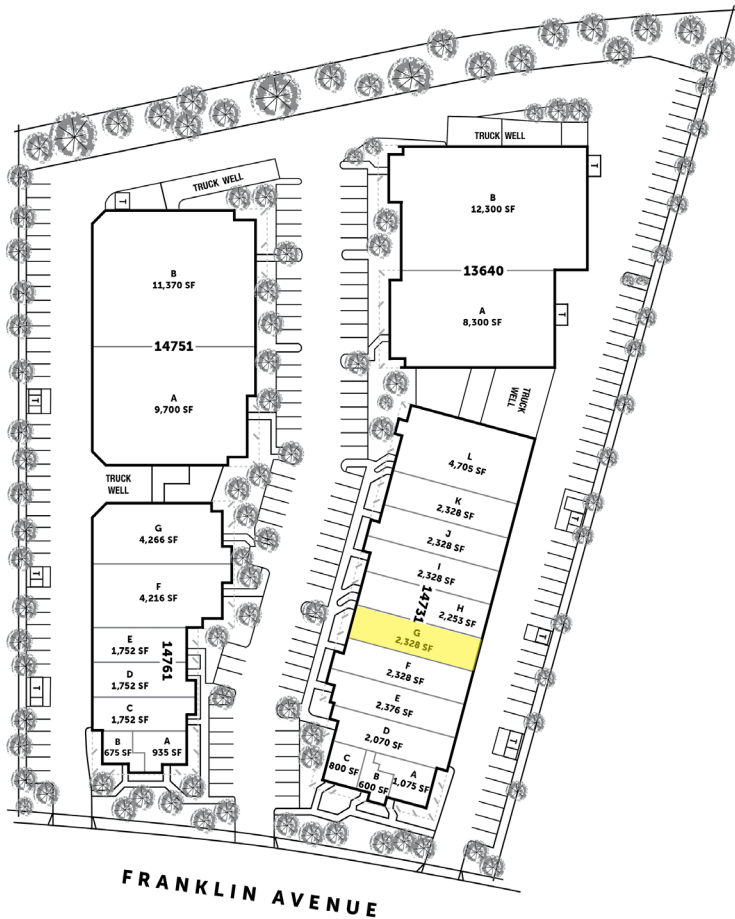 TRUCK WELL
T
B
12,300 SF
13640
A
8,300 SF
T
TRUCK WELL
T
B
11,370 SF
14751
A
9,700 SF
T
TRUCK
WELL
TRUCK
WELL
G
4,266 SF
F
4,216 SF
E
1,752 SF
14761
D
1,752 SF
C
1,752 SF
B
675 SF
A
935 SF
T
T
L
4,705 SF
K
2,328 SF
J
2,328 SF
I
2,328 SF
14731
H
2,253 SF
G
2,328 SF
F
2,328 SF
E
2,376 SF
D
2,070 SF
C
800 SF
B
600 SF
A
1,075 SF
T
T
T
FRANKLIN AVENUE